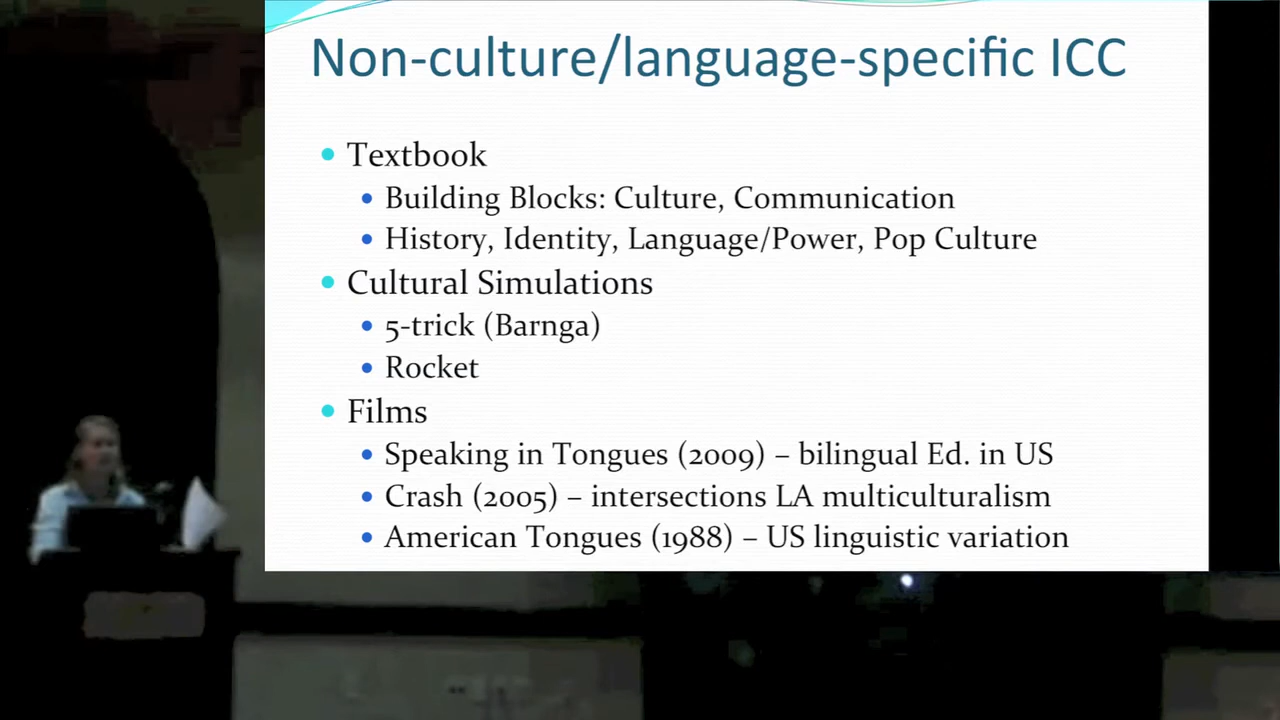 Non-culture/language-specific ICC
Textbook
Building Blocks: Culture, Communication
History, Identity, Language/Power, Pop Culture
Cultural Simulations
5-trick (Barnga)
Rocket
Films
Speaking in Tongues (2009) – bilingual Ed. in US
Crash (2005) – intersections LA multiculturalism
American Tongues (1988) – US linguistic variation